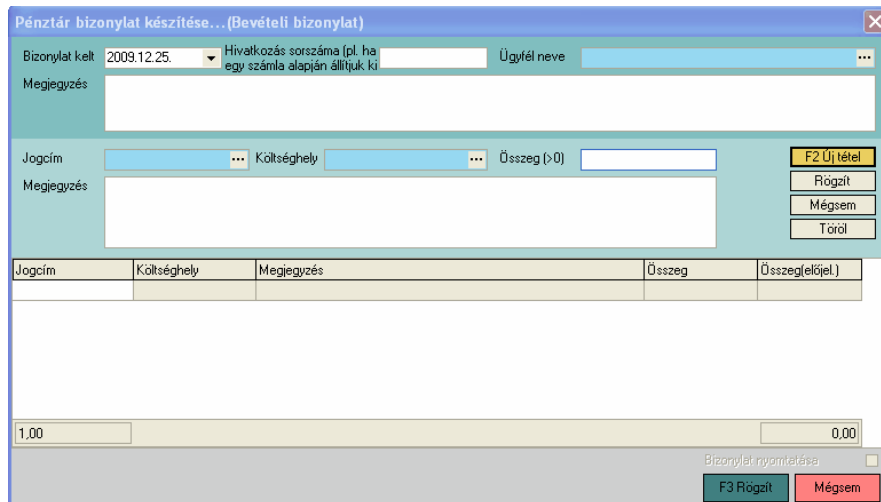 Pénztár bizonylat készítése...(Bevételi bizonylat)
Bizonylat kelt 2009.12.25. Hivatkozás sorszáma (pl. ha
egy számla alapján állítjuk ki Ügyfél neve ...
Megjegyzés
Jogcím ... Költséghely ... Összeg (>0) F2 Új tétel
Megjegyzés Rögzít
Mégsem
Töröl
Jogcím Költséghely Megjegyzés Összeg Összeg(előjel.)
1,00 0,00
Bizonylat nyomtatása
F3 Rögzít Mégsem